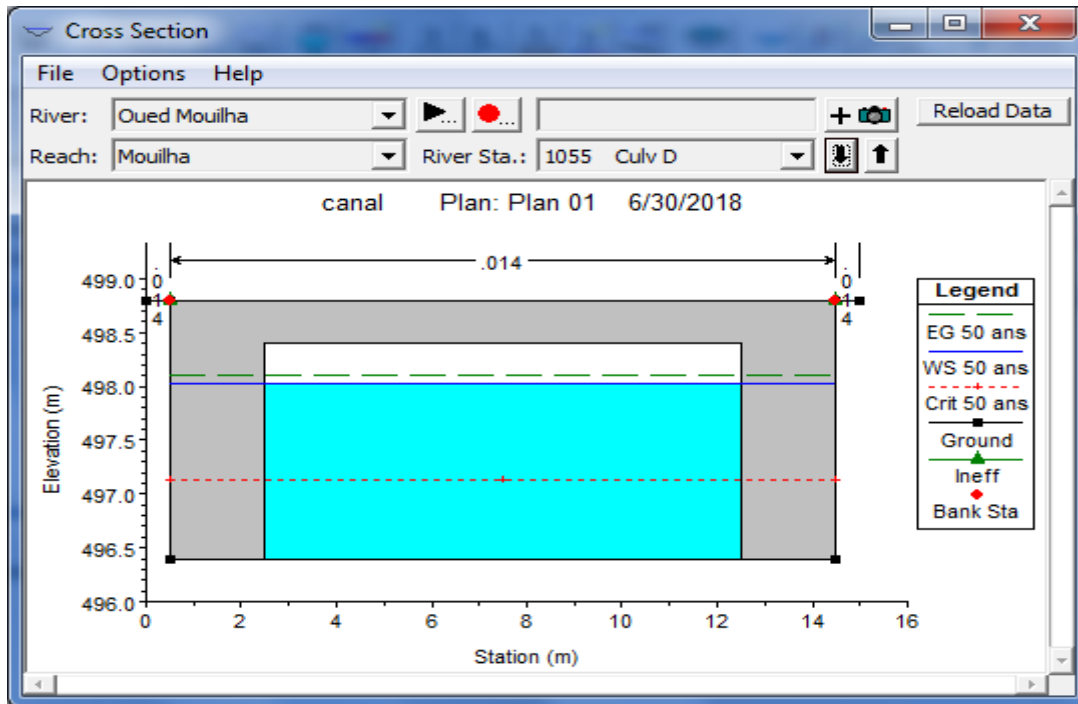 Cross Section
File Options Help
River: Oued Mouilha ... ... + Reload Data
Reach: Mouilha River Sta.: 1055 Culv D
canal Plan: Plan 01 6/30/2018
.014
.014
.014
499.0
498.5
498.0
497.5
497.0
496.5
496.0
Elevation (m)
0 2 4 6 8 10 12 14 16
Station (m)
Legend
EG 50 ans
WS 50 ans
Crit 50 ans
Ground
Ineff
Bank Sta